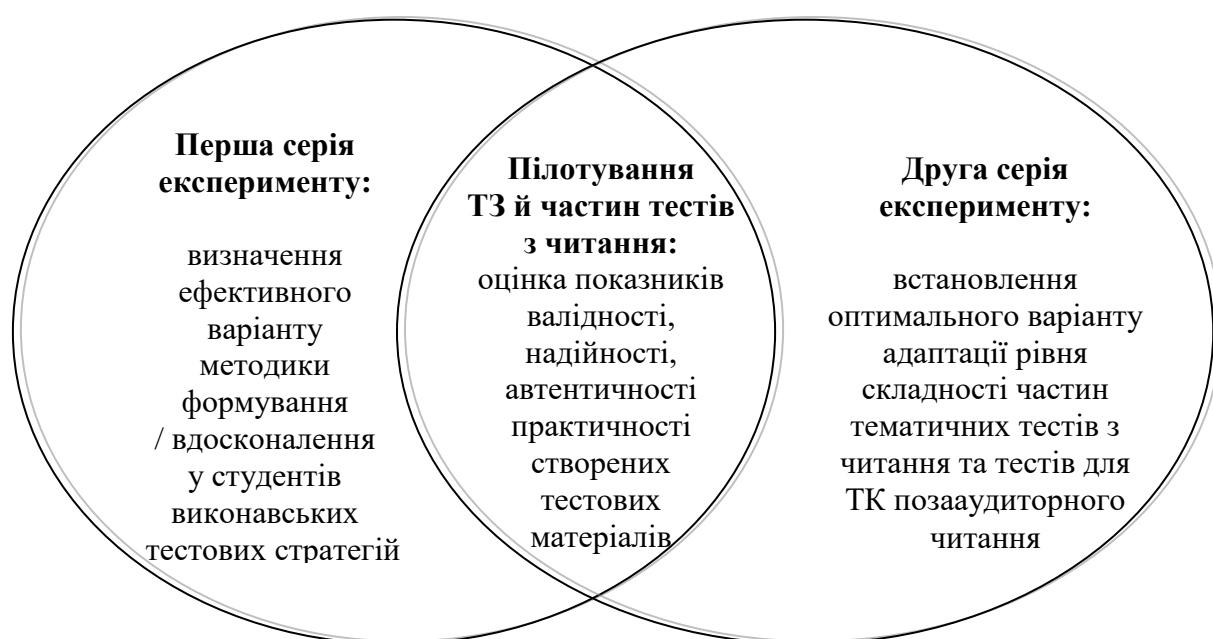 Перша серія
експерименту:
визначення
ефективного
варіанту
методики
формування
/ вдосконалення
у студентів
виконавських
тестових стратегій
Пілотування
ТЗ й частин тестів
з читання:
оцінка показників
валідності,
надійності,
автентичності
практичності
створених
тестових
матеріалів
Друга серія
експерименту:
встановлення
оптимального варіанту
адаптації рівня
складності частин
тематичних тестів з
читання та тестів для
ТК позааудиторного
читання